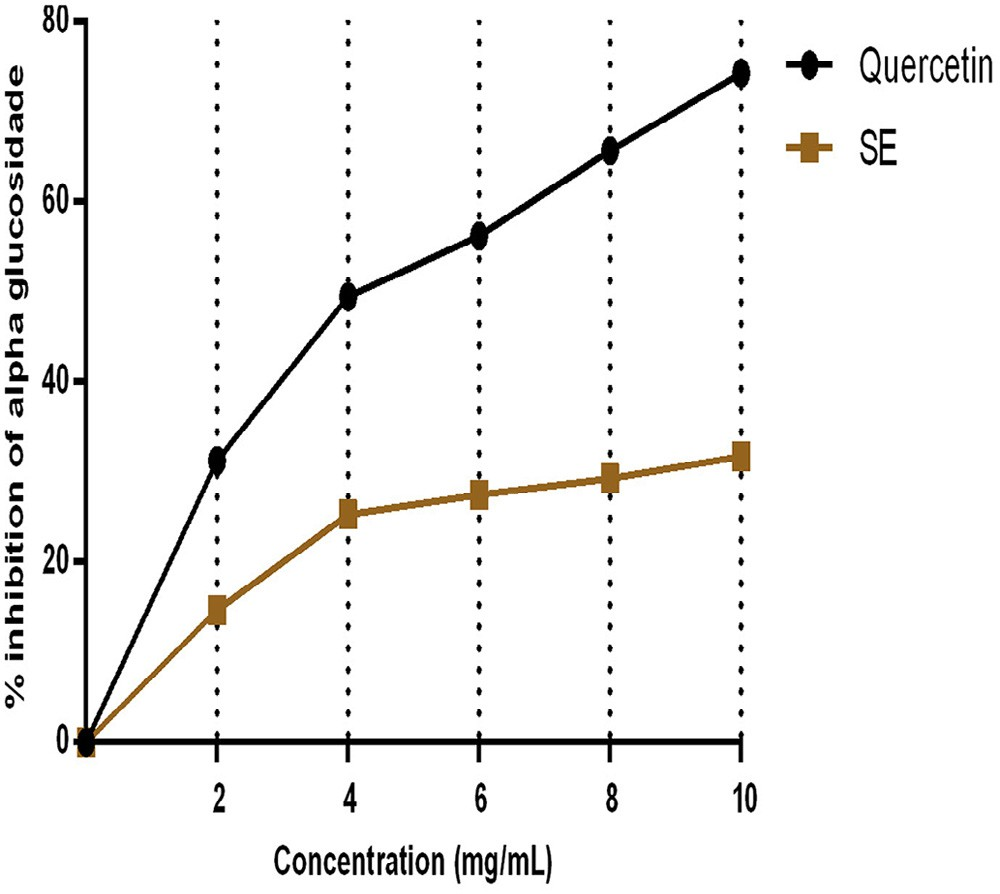 % inhibition of alpha glucosidade
80
60
40
20
0
2 4 6 8 10
Concentration (mg/mL)
Quercetin
SE